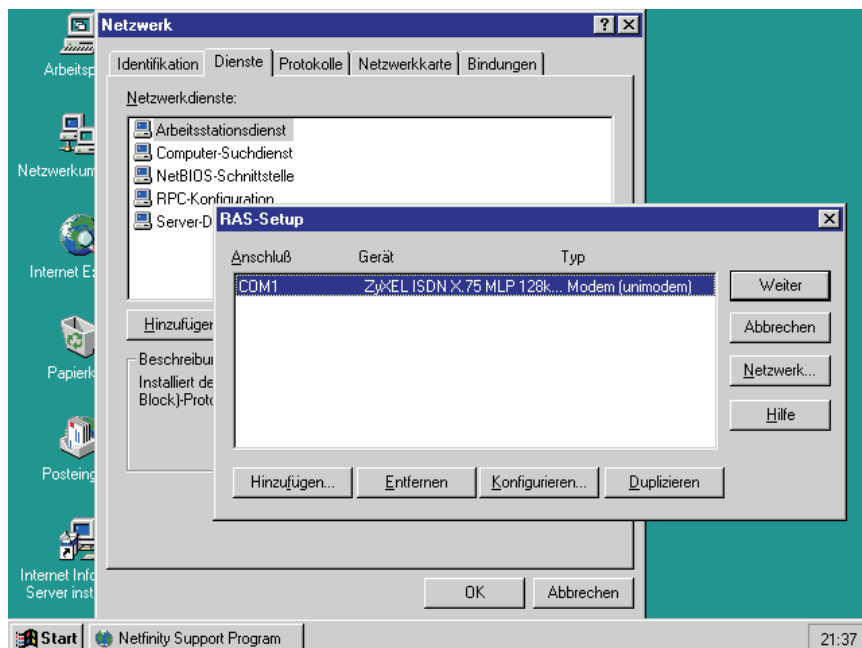 Netzwerk
Identifikation Dienste Protokolle Netzwerkkarte Bindungen
Netzwerkdienste:
Arbeitsstationsdienst
Computer-Suchdienst
NetBIOS-Schnittstelle
RPC-Konfiguration
Server-D
Hinzufüger
Beschreibu
Installiert de
Block)-Proto
OK Abbrechen
RAS-Setup
Anschluß Gerät Typ
COM1 ZyXEL ISDN X.75 MLP 128k... Modem (unimodem)
Weiter
Abbrechen
Netzwerk...
Hilfe
Hinzufügen... Entfernen Konfigurieren... Duplizieren
Arbeitsp
Netzwerkum
Internet E
Papierk
Posteing
Internet Info
Server inst
Start Netfinity Support Program 21:37